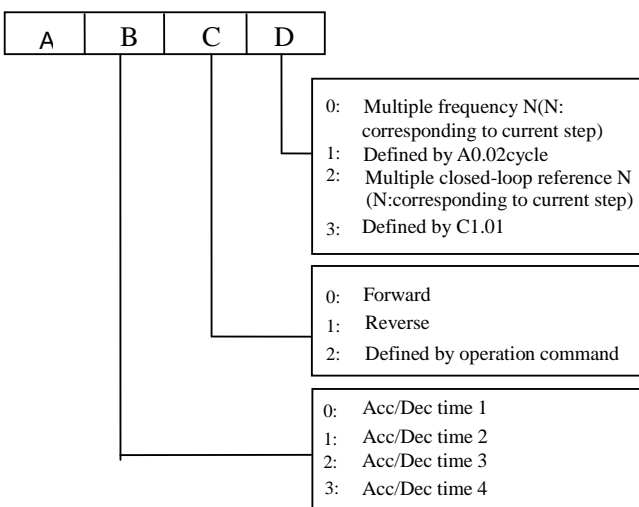 A B C D
0: Multiple frequency N(N:
corresponding to current step)
1: Defined by A0.02cycle
2: Multiple closed-loop reference N
(N:corresponding to current step)
3: Defined by C1.01
0: Forward
1: Reverse
2: Defined by operation command
0: Acc/Dec time 1
1: Acc/Dec time 2
2: Acc/Dec time 3
3: Acc/Dec time 4